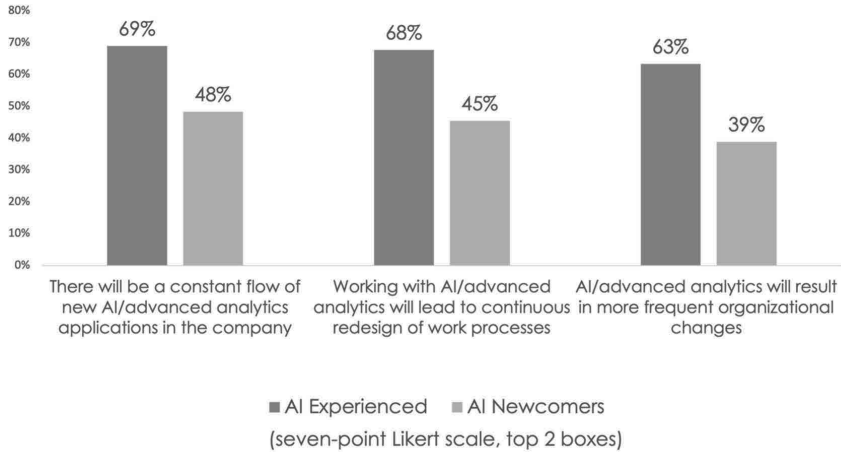 80%
70%
60%
50%
40%
30%
20%
10%
0%
69%
48%
68%
45%
63%
39%
There will be a constant flow of
new AI/advanced analytics
applications in the company
Working with AI/advanced
analytics will lead to continuous
redesign of work processes
AI/advanced analytics will result
in more frequent organizational
changes
AI Experienced
AI Newcomers
(seven-point Likert scale, top 2 boxes)